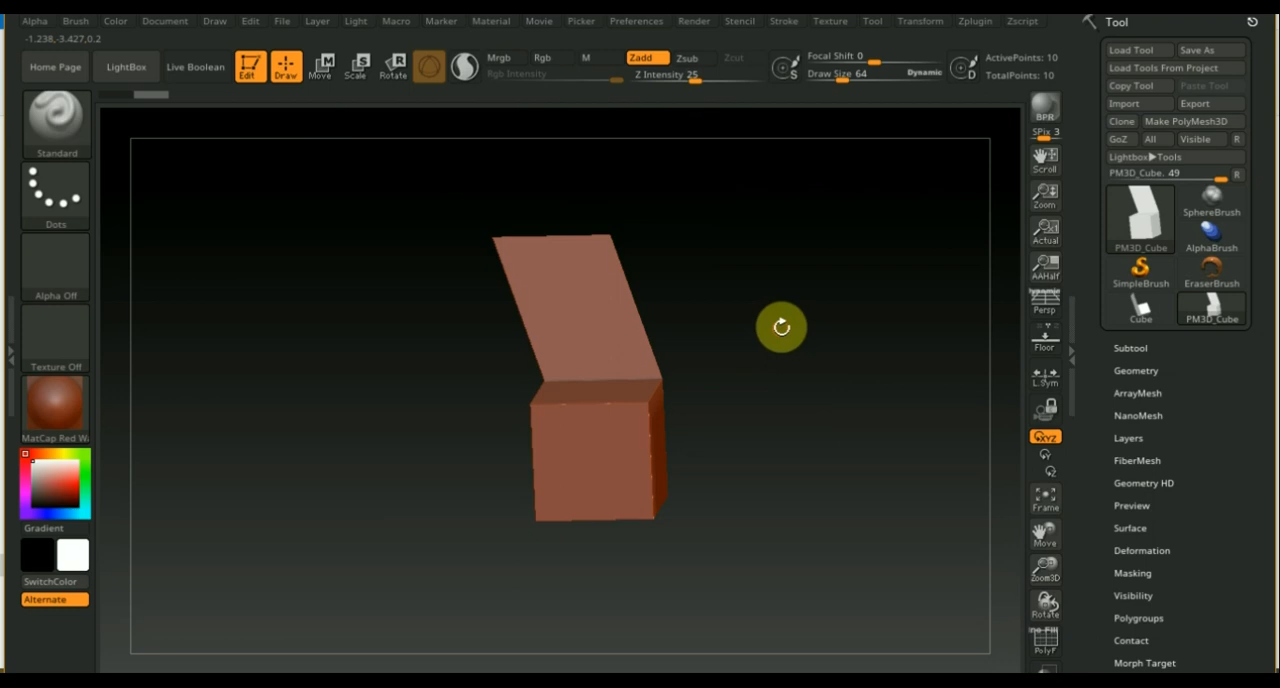 Alpha Brush Color Document Draw Edit File Layer Light Macro Marker Material Movie Picker Preferences Render Stencil Stroke Texture Tool Transform Zplugin Zscript
Tool
-1.238,-3.427,0.2
Home Page
LightBox
Live Boolean
Edit
Draw
Move
Scale
Rotate
Mrgb Rgb M
Rgb Intensity
Zadd Zsub Zcut
Z Intensity 25
S
Focal Shift 0
Draw Size 64 Dynamic
D
ActivePoints: 10
TotalPoints: 10
Load Tool Save As
Load Tools From Project
Copy Tool Paste Tool
Import Export
Clone Make PolyMesh3D
GoZ All Visible R
Lightbox▶Tools
PM3D_Cube. 49 R
PM3D_Cube
SphereBrush
AlphaBrush
SimpleBrush
EraserBrush
Cube
PM3D_Cube
Subtool
Geometry
ArrayMesh
NanoMesh
Layers
FiberMesh
Geometry HD
Preview
Surface
Deformation
Masking
Visibility
Polygroups
Contact
Morph Target
Standard
Dots
Alpha Off
Texture Off
MatCap Red W
Gradient
SwitchColor
Alternate
BPR
SPix 3
Scroll
Zoom
Actual
AAHalf
Persp
Floor
L.Sym
XYZ
Frame
Move
Zoom3D
Rotate
PolyF